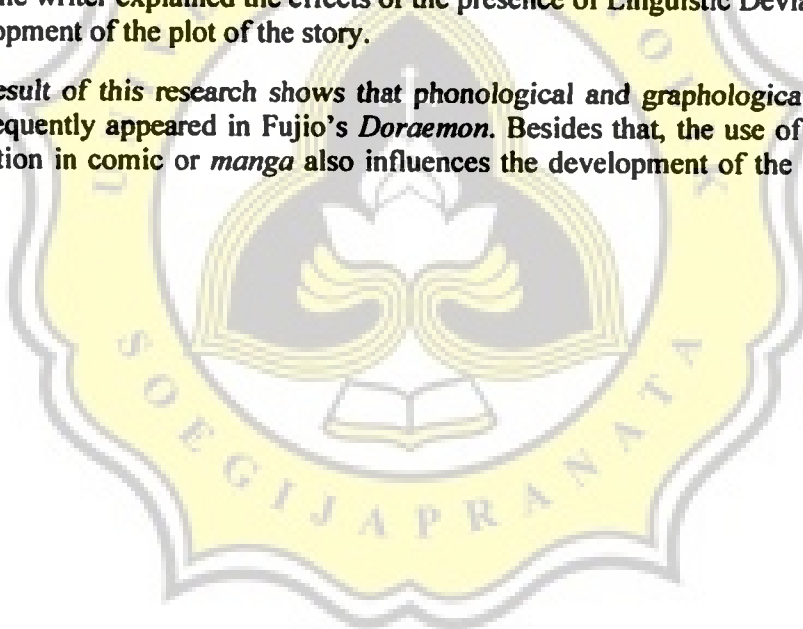 he writer explained the effects of the presence of Linguistic Devia
opment of the plot of the story.
esult of this research shows that phonological and graphologica
equently appeared in Fujio's Doraemon. Besides that, the use of
tion in comic or manga also influences the development of the
SOEGIJAPRANATA